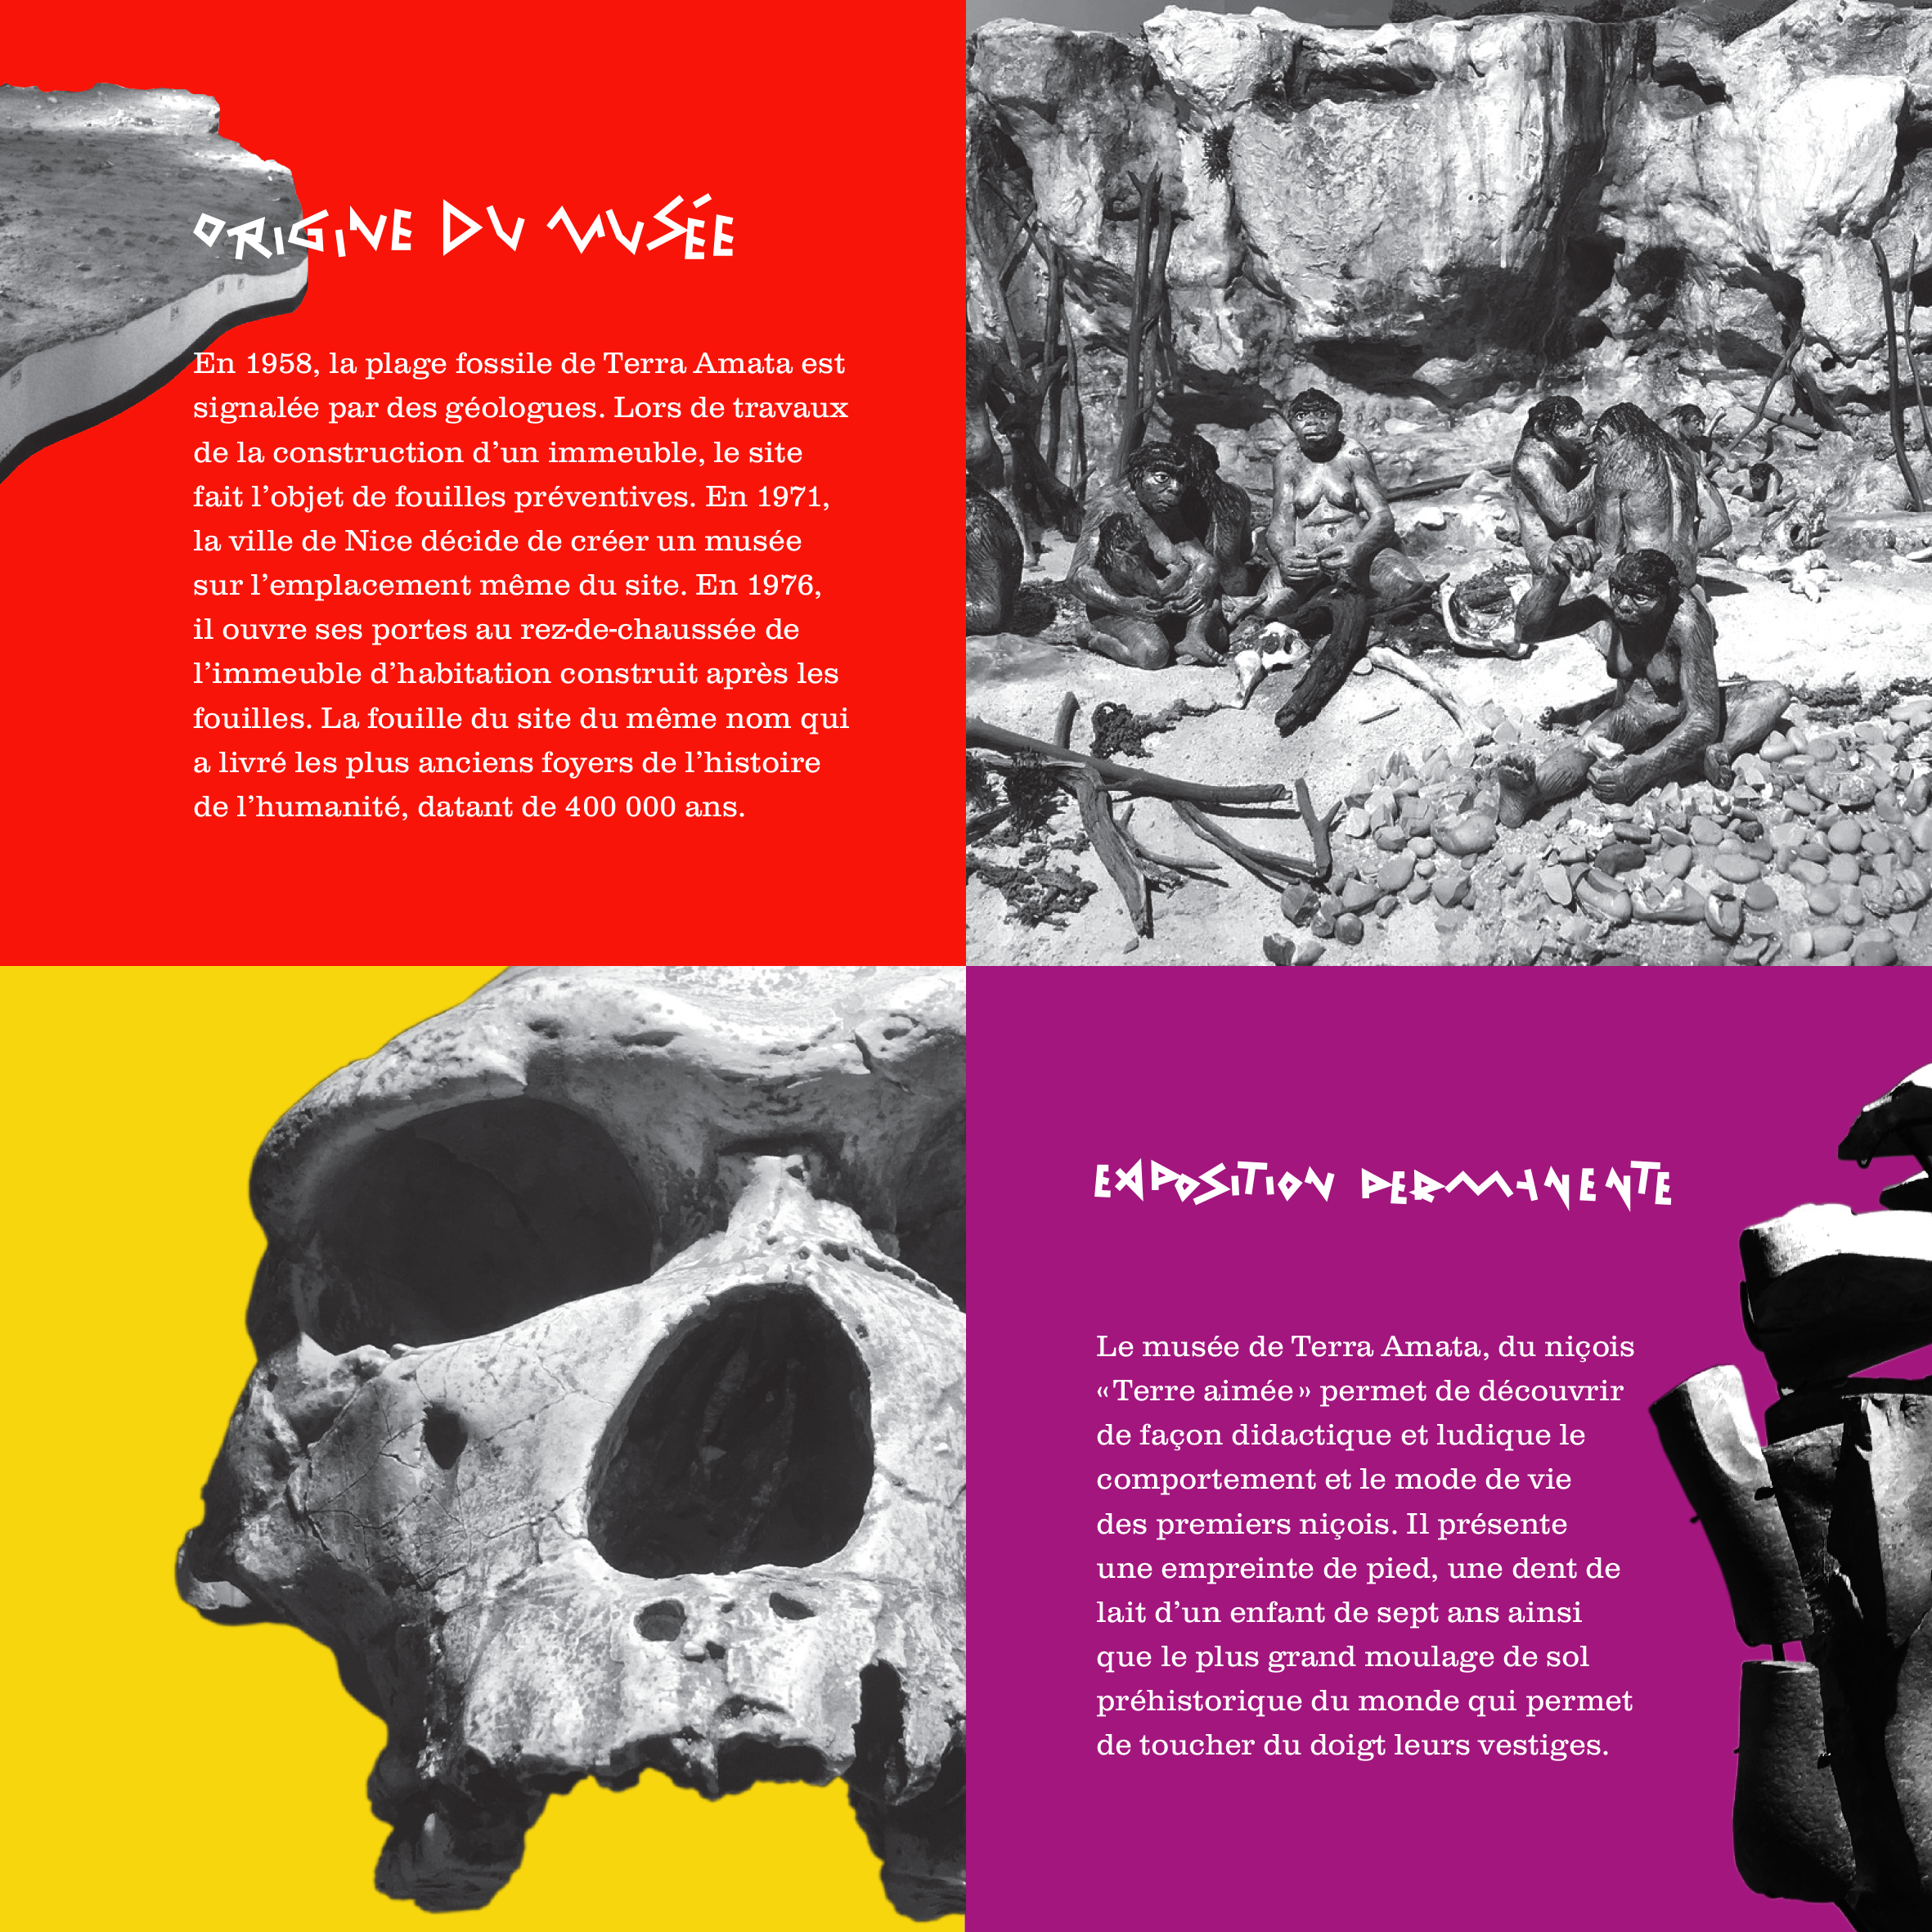 ORIGINE DU MUSÉE
En 1958, la plage fossile de Terra Amata est
signalée par des géologues. Lors de travaux
de la construction d’un immeuble, le site
fait l’objet de fouilles préventives. En 1971,
la ville de Nice décide de créer un musée
sur l’emplacement même du site. En 1976,
il ouvre ses portes au rez-de-chaussée de
l’immeuble d’habitation construit après les
fouilles. La fouille du site du même nom qui
a livré les plus anciens foyers de l’histoire
de l’humanité, datant de 400 000 ans.
EXPOSITION PERMANENTE
Le musée de Terra Amata, du niçois
«Terre aimée» permet de découvrir
de façon didactique et ludique le
comportement et le mode de vie
des premiers niçois. Il présente
une empreinte de pied, une dent de
lait d’un enfant de sept ans ainsi
que le plus grand moulage de sol
préhistorique du monde qui permet
de toucher du doigt leurs vestiges.